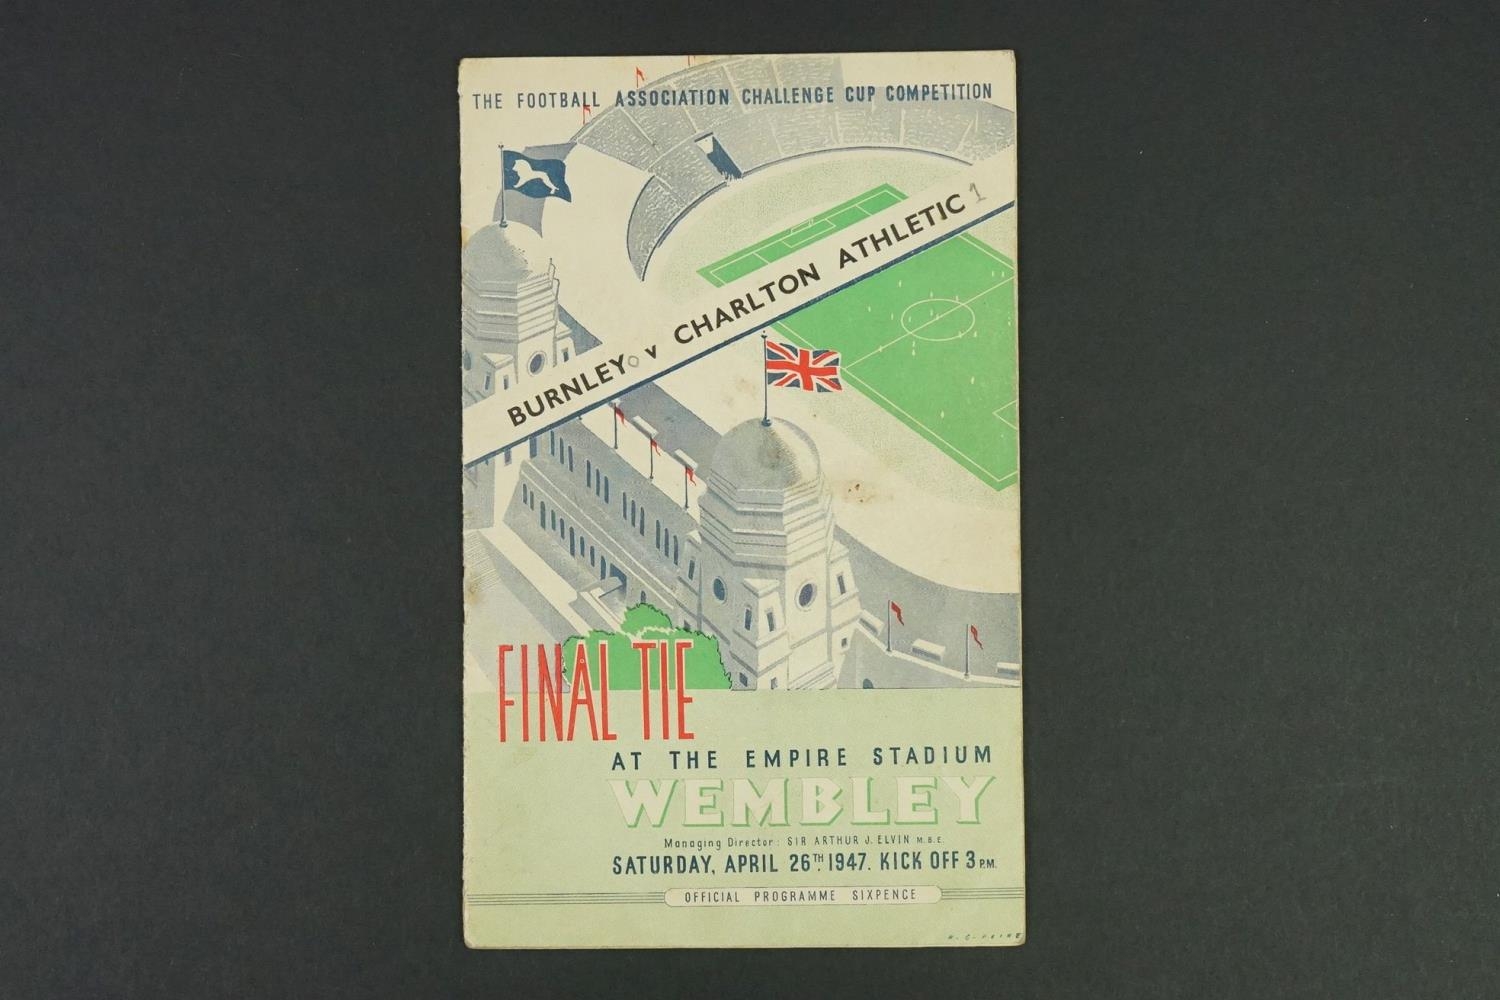 THE FOOTBALL ASSOCIATION CHALLENGE CUP COMPETITION
BURNLEY 0 v CHARLTON ATHLETIC 1
FINAL TIE
AT THE EMPIRE STADIUM
WEMBLEY
Managing Director: SIR ARTHUR J. ELVIN M.B.E.
SATURDAY, APRIL 26TH 1947. KICK OFF 3 P.M.
OFFICIAL PROGRAMME SIXPENCE